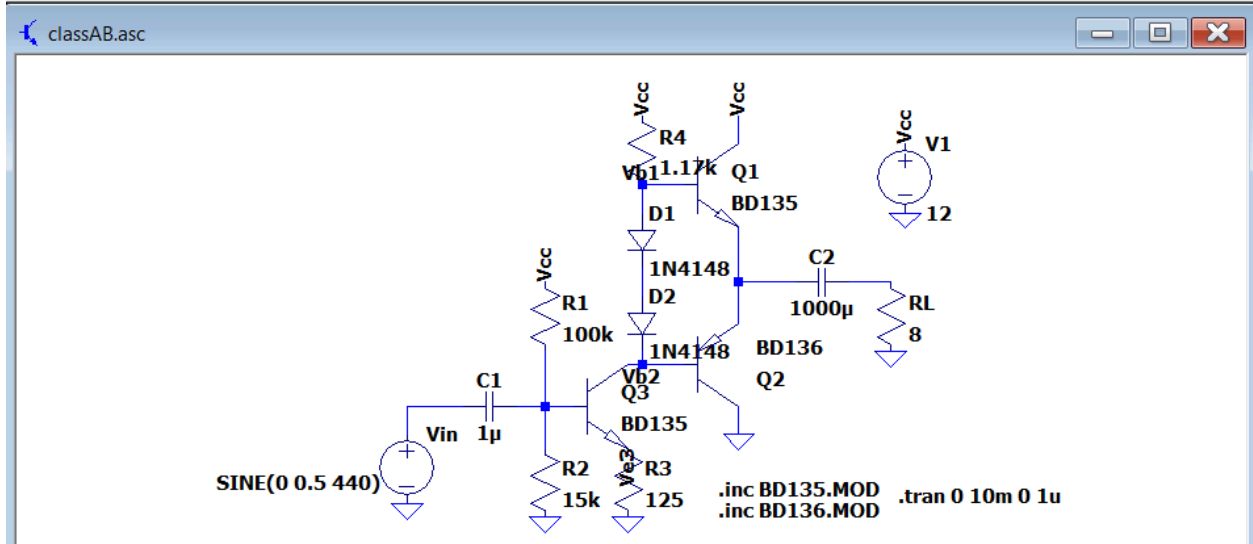 classAB.asc
Vcc
Vcc
Vcc
R4
1.17k
V1
12
Vb1
Q1
BD135
D1
1N4148
Vcc
R1
100k
D2
1N4148
C2
1000µ
RL
8
BD136
Q2
Vb2
Q3
BD135
C1
1µ
Vin
SINE(0 0.5 440)
R2
15k
Ve3
R3
125
.inc BD135.MOD
.inc BD136.MOD
.tran 0 10m 0 1u